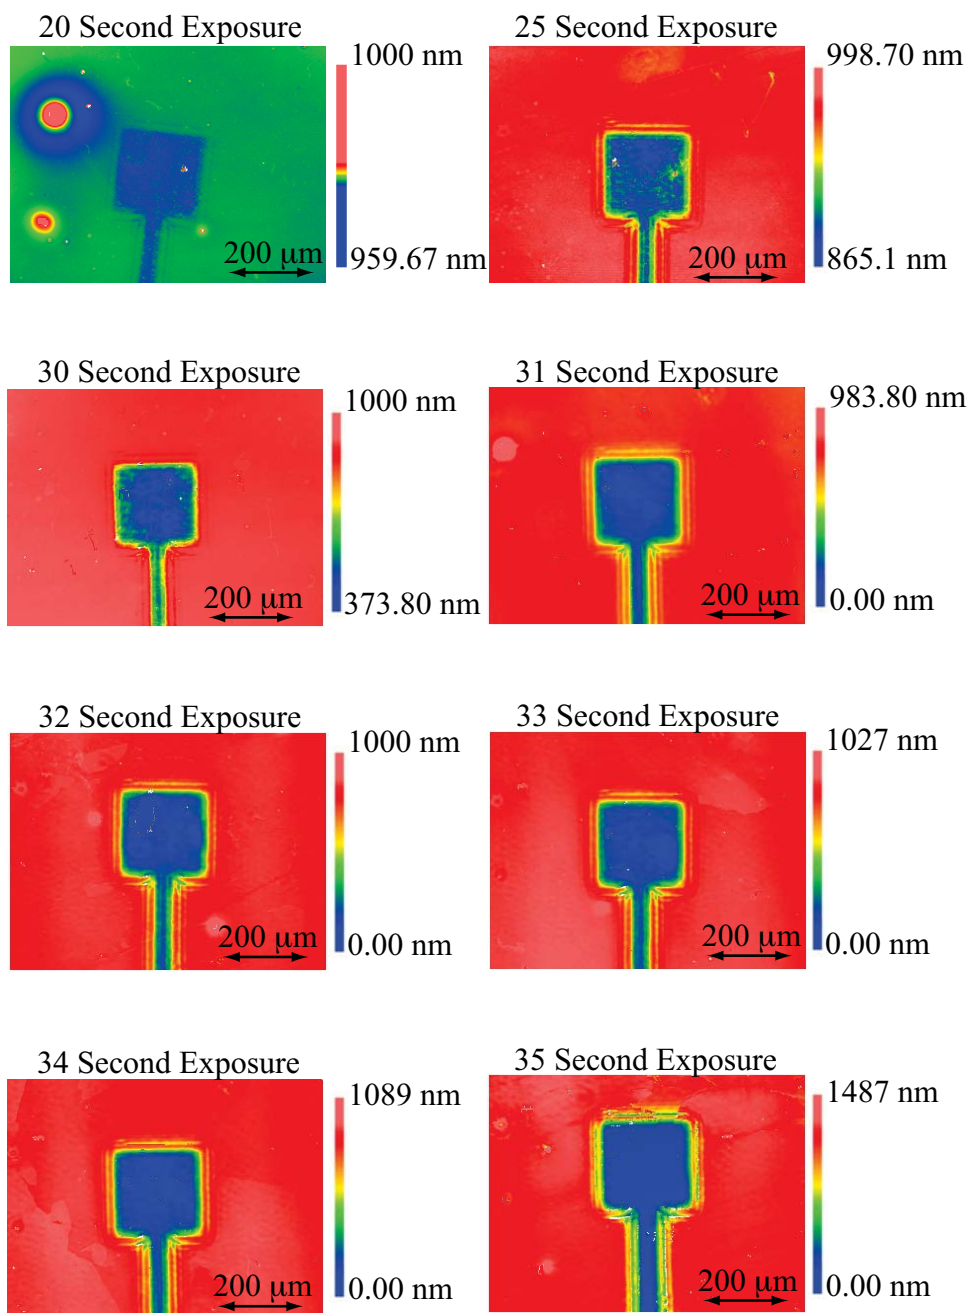 20 Second Exposure
1000 nm
959.67 nm
200 μm
25 Second Exposure
998.70 nm
865.1 nm
200 μm
30 Second Exposure
1000 nm
373.80 nm
200 μm
31 Second Exposure
983.80 nm
0.00 nm
200 μm
32 Second Exposure
1000 nm
0.00 nm
200 μm
33 Second Exposure
1027 nm
0.00 nm
200 μm
34 Second Exposure
1089 nm
0.00 nm
200 μm
35 Second Exposure
1487 nm
0.00 nm
200 μm